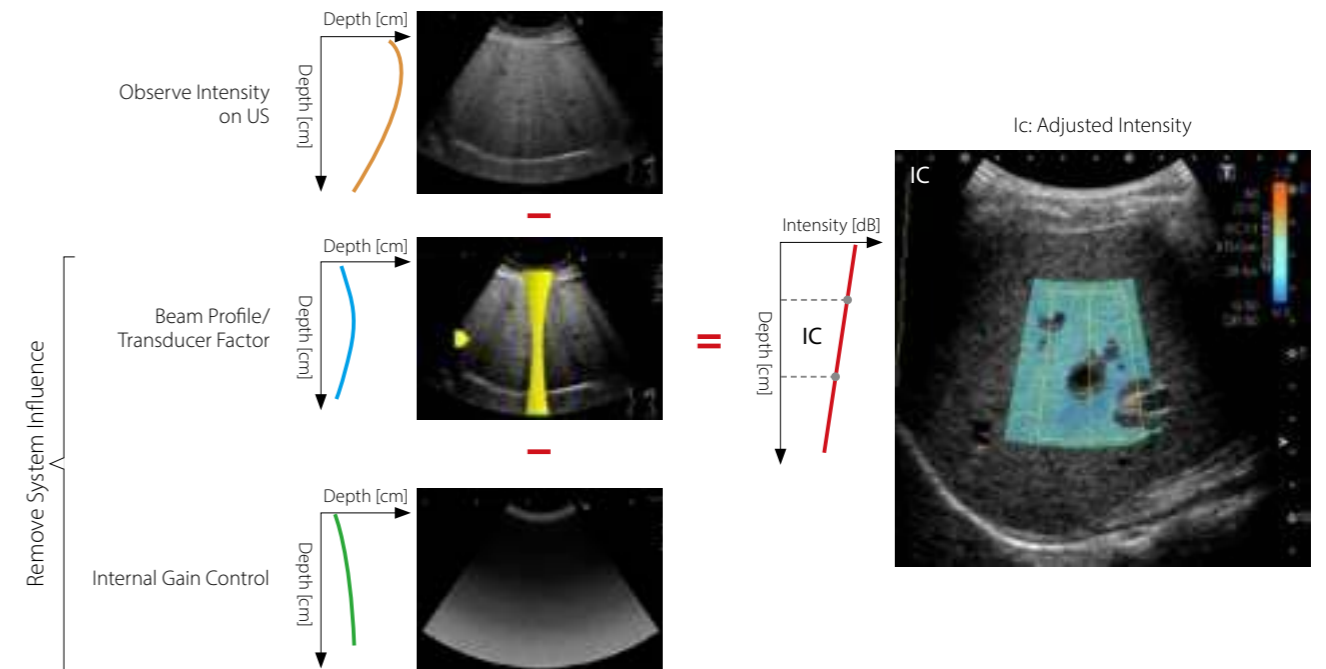 Depth [cm]
Depth [cm]
Observe Intensity
on US
Ic: Adjusted Intensity
IC
T
Remove System Influence
Depth [cm]
Depth [cm]
Beam Profile/
Transducer Factor
Intensity [dB]
Depth [cm]
IC
Depth [cm]
Depth [cm]
Internal Gain Control